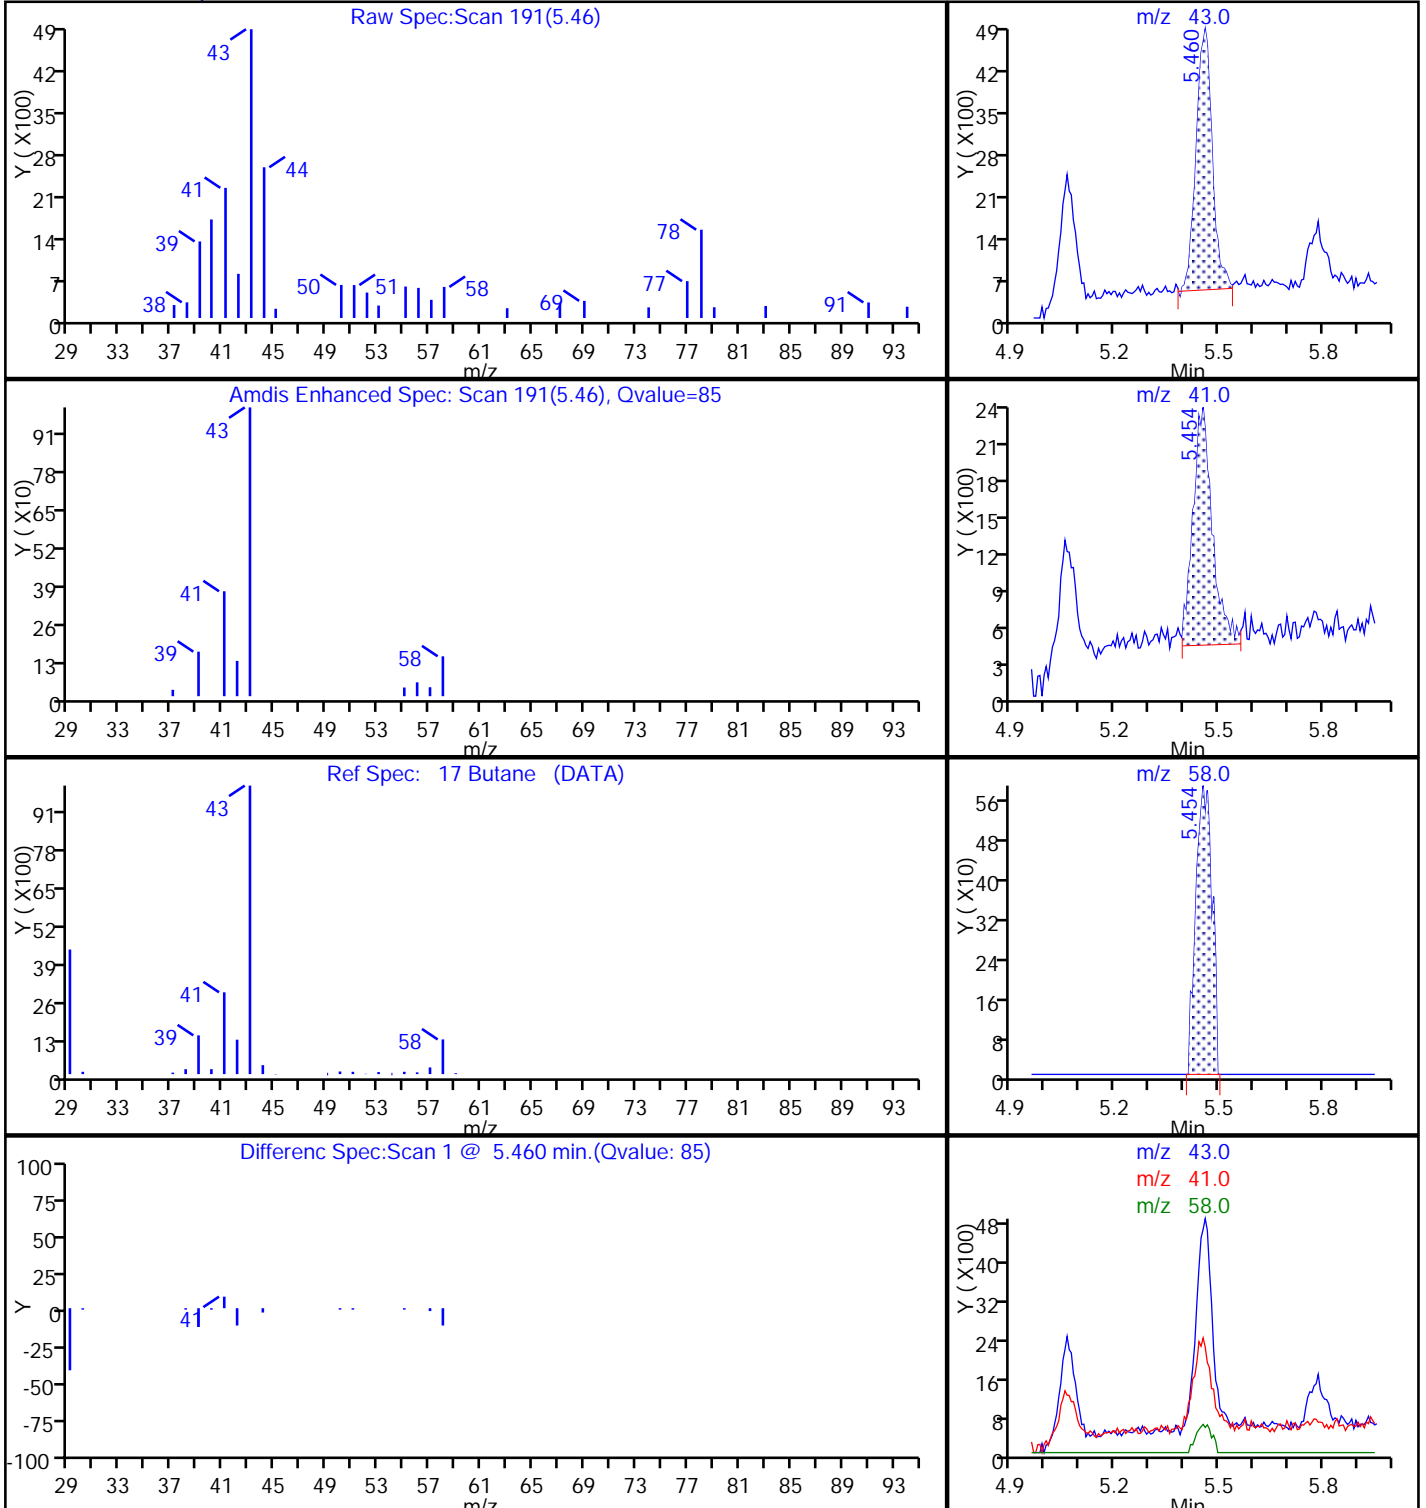 Raw Spec:Scan 191(5.46)
49
42
35
28
21
14
7
0
Y ( X100)
43
44
41
39
38
50
51
58
69
78
77
91
29 33 37 41 45 49 53 57 61 65 69 73 77 81 85 89 93
m/z
m/z 43.0
49
42
35
28
21
14
7
0
Y ( X100)
5.460
4.9 5.2 5.5 5.8
Min
Amdis Enhanced Spec: Scan 191(5.46), Qvalue=85
91
78
65
52
39
26
13
0
Y ( X10)
43
41
39
58
29 33 37 41 45 49 53 57 61 65 69 73 77 81 85 89 93
m/z
m/z 41.0
24
21
18
15
12
9
6
3
0
Y ( X100)
5.454
4.9 5.2 5.5 5.8
Min
Ref Spec: 17 Butane (DATA)
91
78
65
52
39
26
13
0
Y ( X100)
43
41
39
58
29 33 37 41 45 49 53 57 61 65 69 73 77 81 85 89 93
m/z
m/z 58.0
56
48
40
32
24
16
8
0
Y ( X10)
5.454
4.9 5.2 5.5 5.8
Min
Differenc Spec:Scan 1 @ 5.460 min.(Qvalue: 85)
100
75
50
25
0
-25
-50
-75
-100
Y
41
29 33 37 41 45 49 53 57 61 65 69 73 77 81 85 89 93
m/z
m/z 43.0
m/z 41.0
m/z 58.0
48
40
32
24
16
8
0
Y ( X100)
4.9 5.2 5.5 5.8
Min